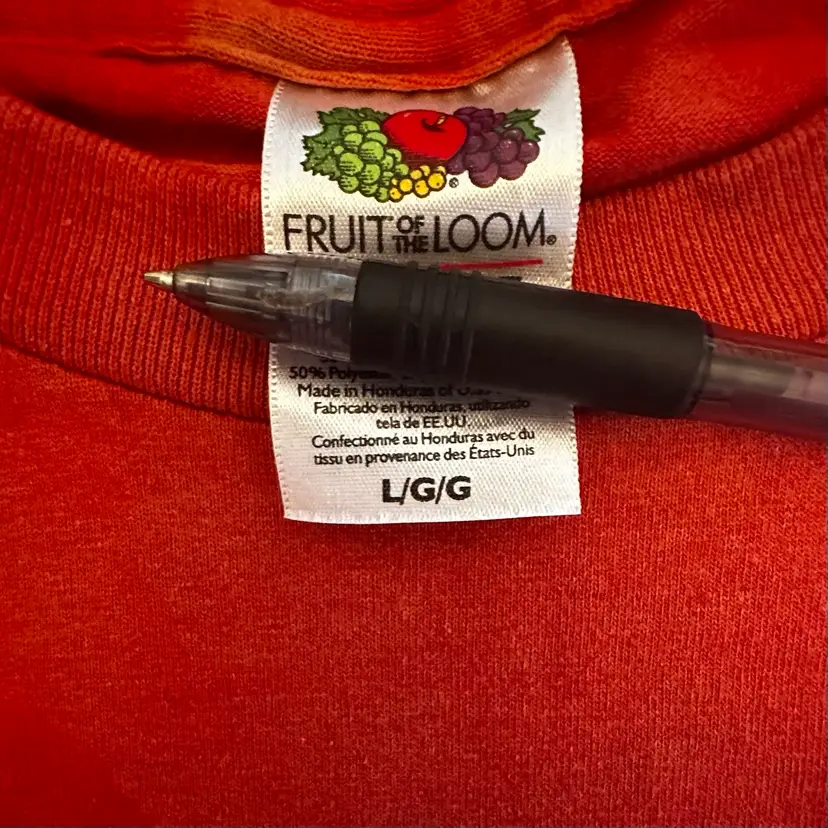 FRUIT OF THE LOOM®
50%
Made in Honduras of
Fabricado en Honduras, utilizando
tela de EE.UU.
Confectionné au Honduras avec du
tissu en provenance des États-Unis
L/G/G